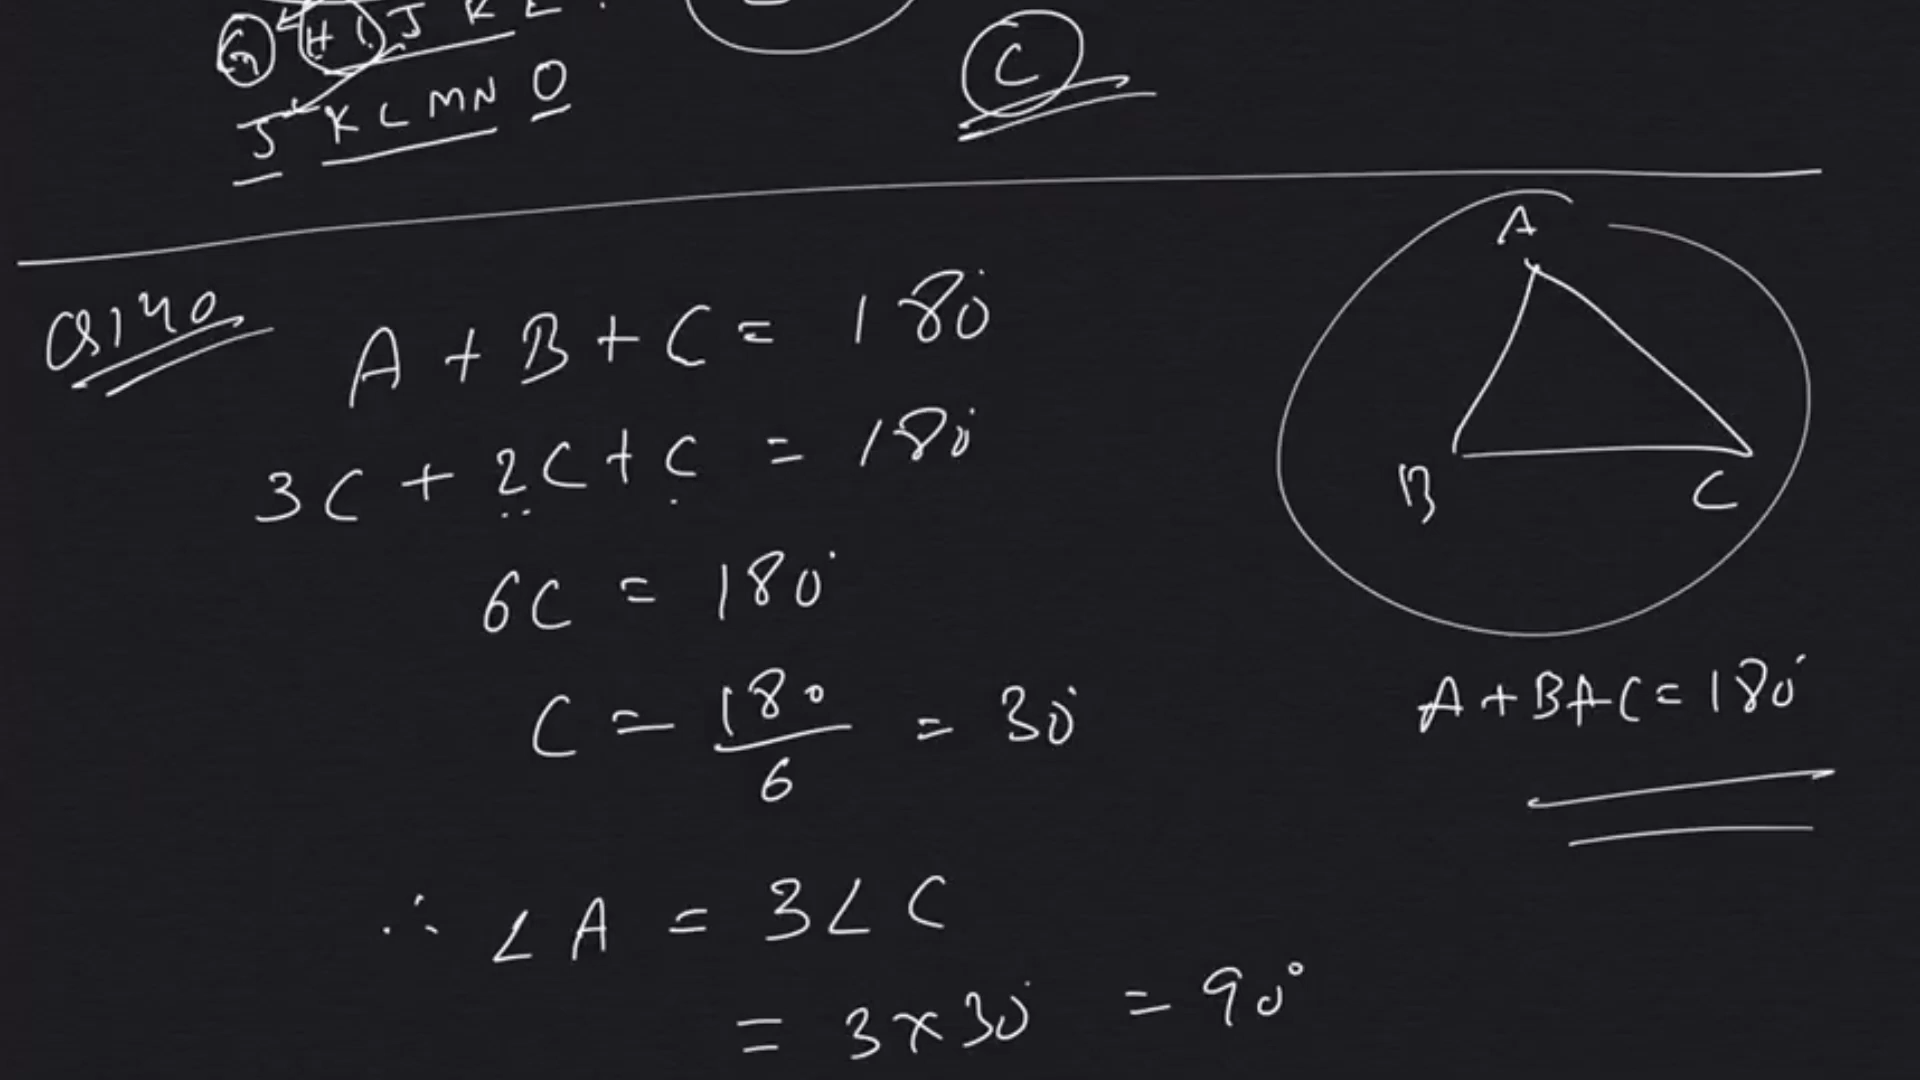 G H I J K L
J K L M N O
C
Q140
A + B + C = 180°
3C + 2C + C = 180°
6C = 180°
C = 180/6 = 30°
∴ ∠A = 3∠C
= 3 × 30° = 90°
A
B
C
A + B + C = 180°